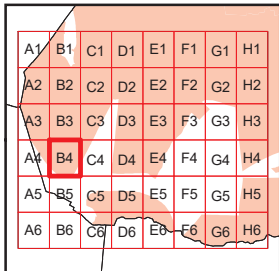 A1 B1 C1 D1 E1 F1 G1 H1
A2 B2 C2 D2 E2 F2 G2 H2
A3 B3 C3 D3 E3 F3 G3 H3
A4 B4 C4 D4 E4 F4 G4 H4
A5 B5 C5 D5 E5 F5 G5 H5
A6 B6 C6 D6 E6 F6 G6 H6